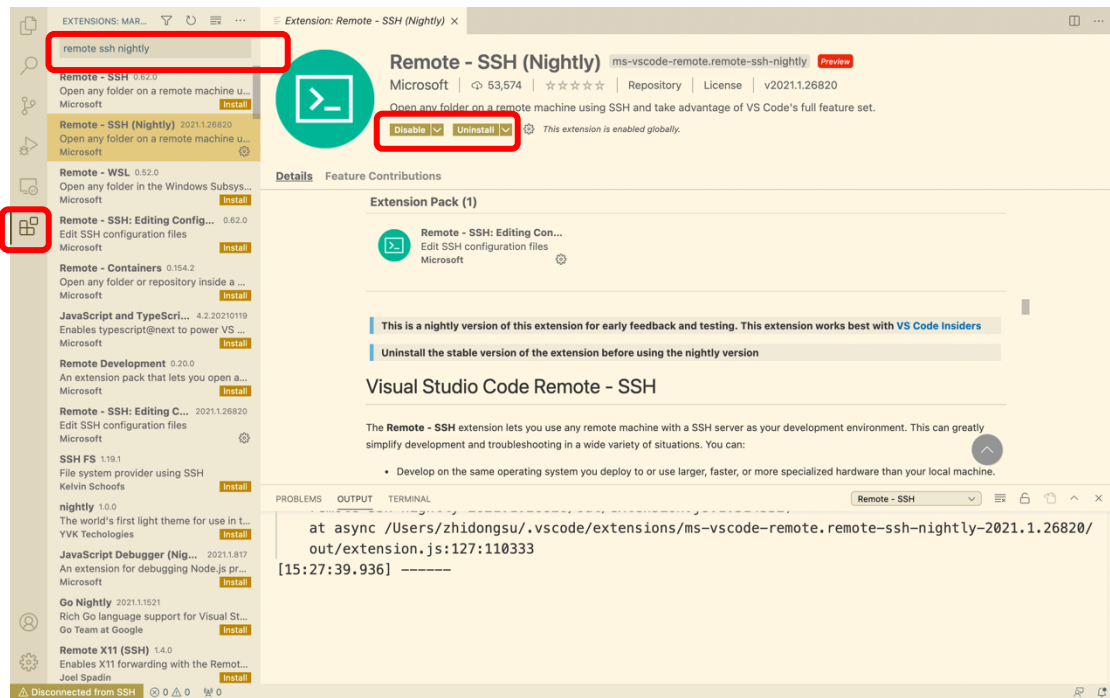 EXTENSIONS: MAR...
remote ssh nightly
Remote - SSH 0.62.0
Open any folder on a remote machine u...
Microsoft Install
Remote - SSH (Nightly) 2021.1.26820
Open any folder on a remote machine u...
Microsoft
Remote - WSL 0.52.0
Open any folder in the Windows Subsys...
Microsoft Install
Remote - SSH: Editing Config... 0.62.0
Edit SSH configuration files
Microsoft Install
Remote - Containers 0.154.2
Open any folder or repository inside a ...
Microsoft Install
JavaScript and TypeScri... 4.2.20210119
Enables typescript@next to power VS ...
Microsoft Install
Remote Development 0.20.0
An extension pack that lets you open a...
Microsoft Install
Remote - SSH: Editing C... 2021.1.26820
Edit SSH configuration files
Microsoft
SSH FS 1.19.1
File system provider using SSH
Kelvin Schoofs Install
nightly 1.0.0
The world's first light theme for use in t...
YVK Techologies Install
JavaScript Debugger (Nig... 2021.1.817
An extension for debugging Node.js pr...
Microsoft Install
Go Nightly 2021.1.1521
Rich Go language support for Visual St...
Go Team at Google Install
Remote X11 (SSH) 1.4.0
Enables X11 forwarding with the Remot...
Joel Spadin Install
Extension: Remote - SSH (Nightly)
Remote - SSH (Nightly) ms-vscode-remote.remote-ssh-nightly Preview
Microsoft 53,574 Repository License v2021.1.26820
Open any folder on a remote machine using SSH and take advantage of VS Code's full feature set.
Disable Uninstall This extension is enabled globally.
Details Feature Contributions
Extension Pack (1)
Remote - SSH: Editing Con...
Edit SSH configuration files
Microsoft
This is a nightly version of this extension for early feedback and testing. This extension works best with VS Code Insiders
Uninstall the stable version of the extension before using the nightly version
Visual Studio Code Remote - SSH
The Remote - SSH extension lets you use any remote machine with a SSH server as your development environment. This can greatly
simplify development and troubleshooting in a wide variety of situations. You can:
• Develop on the same operating system you deploy to or use larger, faster, or more specialized hardware than your local machine.
PROBLEMS OUTPUT TERMINAL Remote - SSH
at async /Users/zhidongsu/.vscode/extensions/ms-vscode-remote.remote-ssh-nightly-2021.1.26820/
out/extension.js:127:110333
[15:27:39.936] ------
Disconnected from SSH 0 0 0